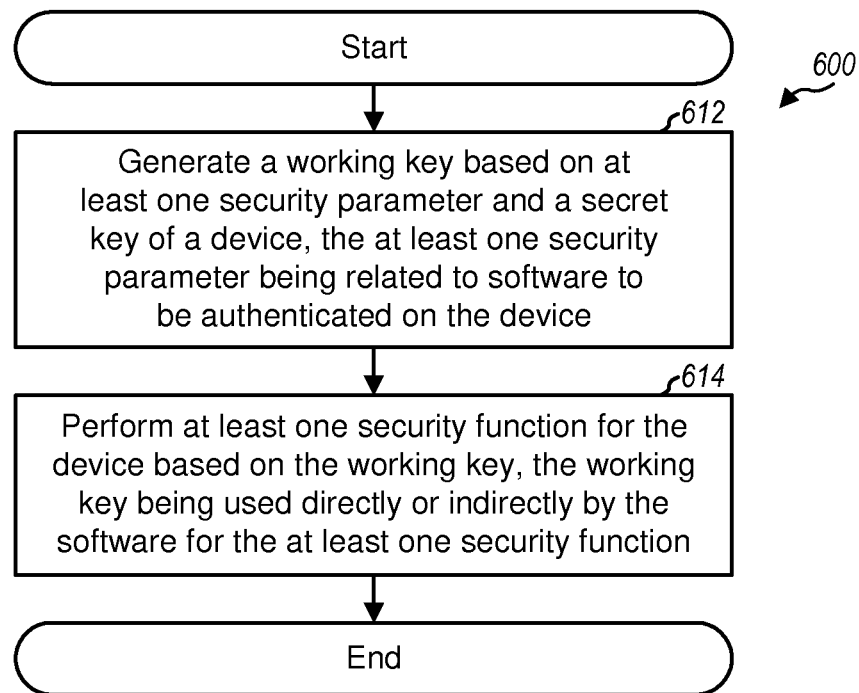 Start
600
612
Generate a working key based on at
least one security parameter and a secret
key of a device, the at least one security
parameter being related to software to
be authenticated on the device
614
Perform at least one security function for the
device based on the working key, the working
key being used directly or indirectly by the
software for the at least one security function
End